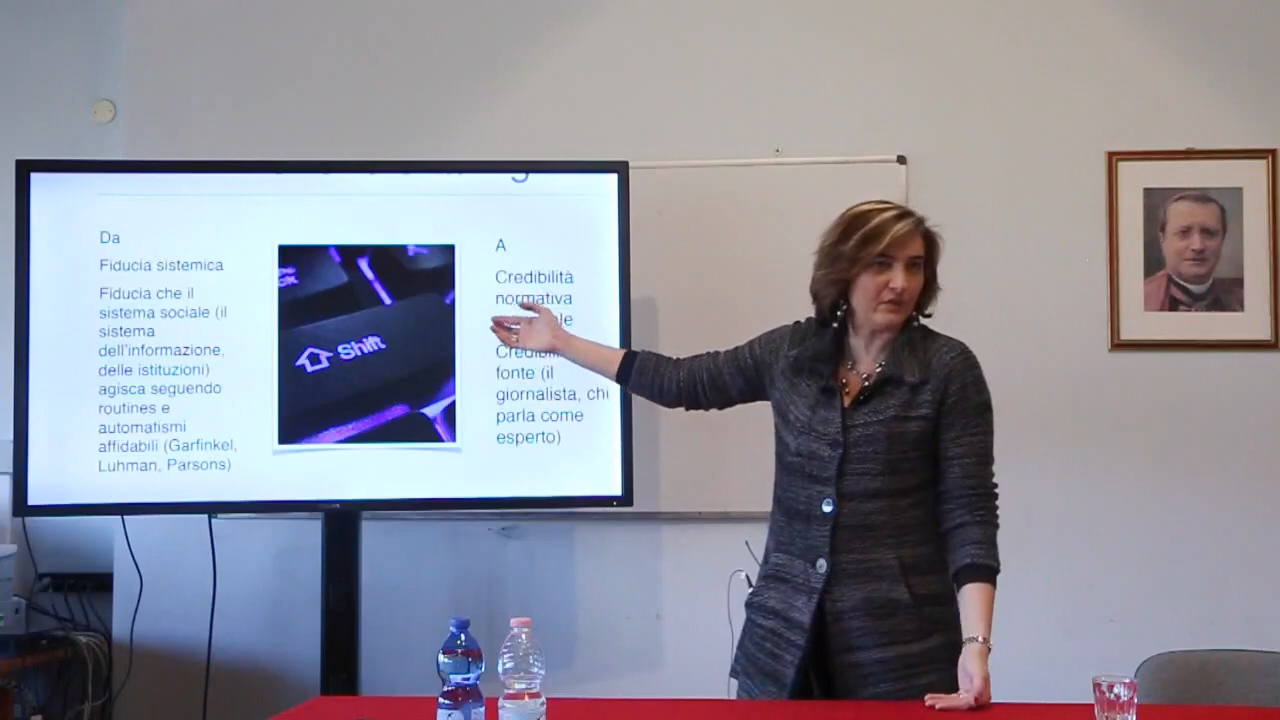 Da
Fiducia sistemica
Fiducia che il
sistema sociale (il
sistema
dell'informazione,
delle istituzioni)
agisca seguendo
routines e
automatismi
affidabili (Garfinkel,
Luhman, Parsons)
Shift
A
Credibilità
normativa
fonte (il
giornalista, chi
parla come
esperto)